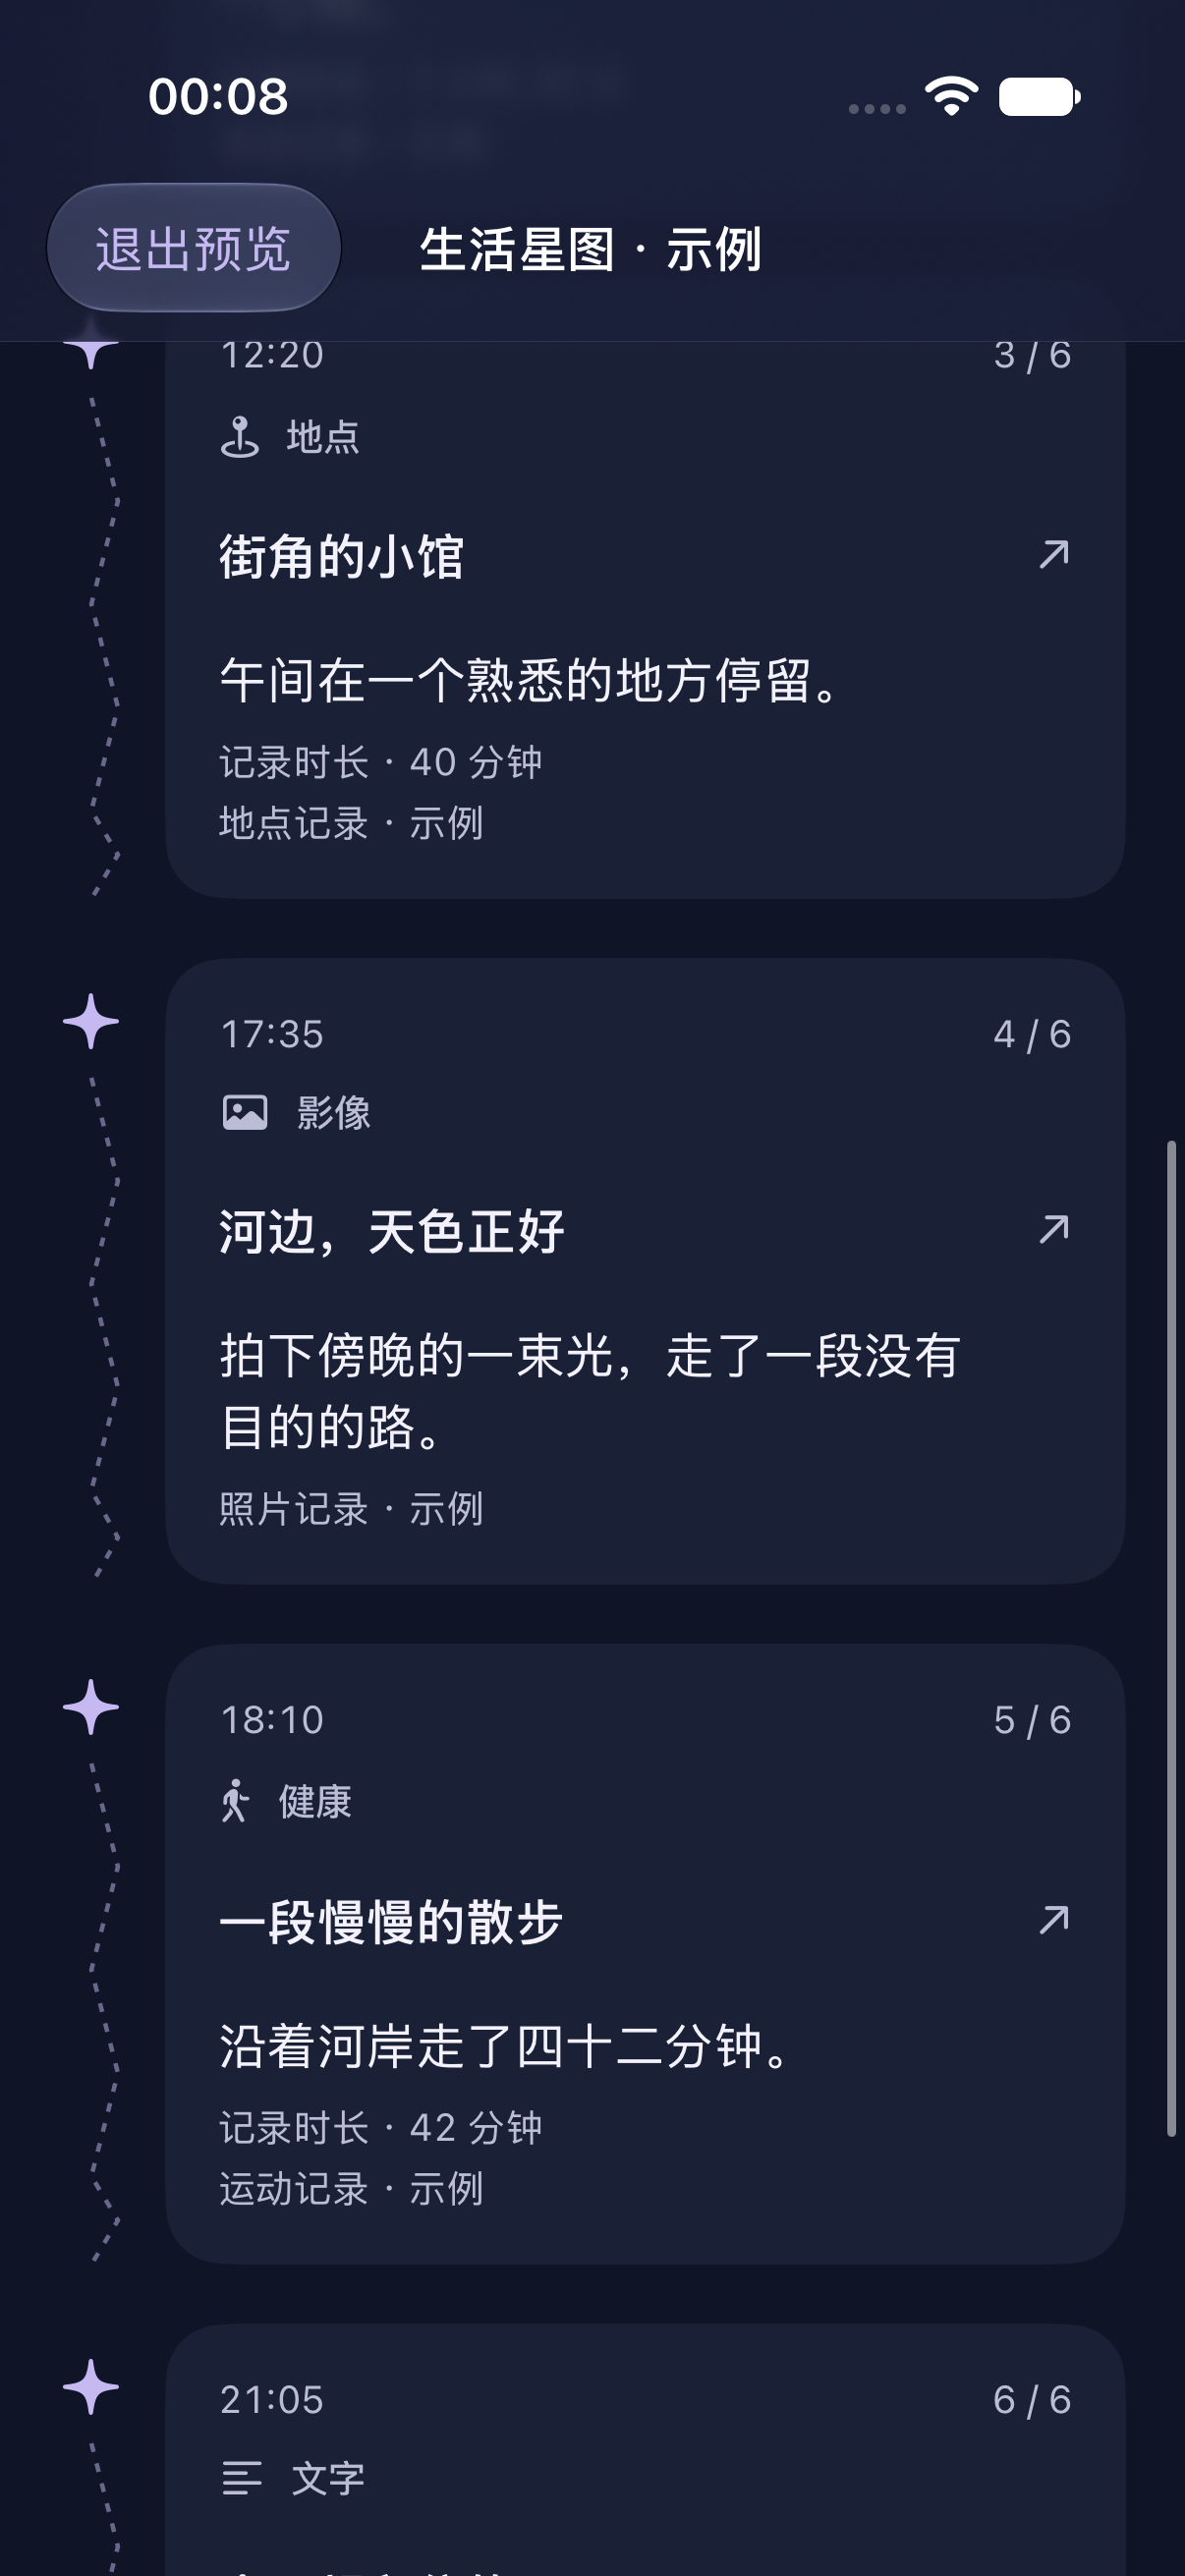 00:08
退出预览
生活星图 · 示例
12:20
3 / 6
地点
街角的小馆
午间在一个熟悉的地方停留。
记录时长 · 40 分钟
地点记录 · 示例
17:35
4 / 6
影像
河边，天色正好
拍下傍晚的一束光，走了一段没有
目的的路。
照片记录 · 示例
18:10
5 / 6
健康
一段慢慢的散步
沿着河岸走了四十二分钟。
记录时长 · 42 分钟
运动记录 · 示例
21:05
6 / 6
文字